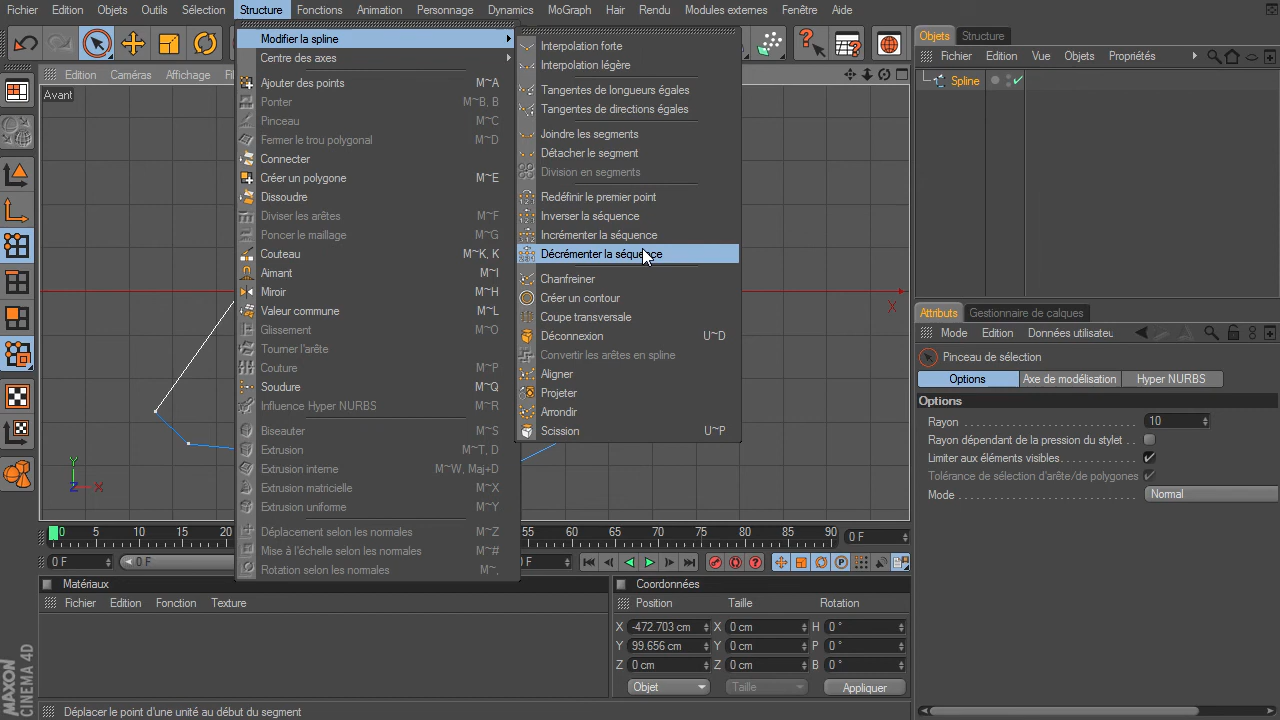 Fichier Edition Objets Outils Sélection Structure Fonctions Animation Personnage Dynamics MoGraph Hair Rendu Modules externes Fenêtre Aide
Edition Caméras Affichage
Avant
Modifier la spline
Centre des axes
Ajouter des points M~A
Ponter M~B, B
Pinceau M~C
Fermer le trou polygonal M~D
Connecter
Créer un polygone M~E
Dissoudre
Diviser les arêtes M~F
Poncer le maillage M~G
Couteau M~K, K
Aimant M~I
Miroir M~H
Valeur commune M~L
Glissement M~O
Tourner l'arête
Couture M~P
Soudure M~Q
Influence Hyper NURBS M~R
Biseauter M~S
Extrusion M~T, D
Extrusion interne M~W, Maj+D
Extrusion matricielle M~X
Extrusion uniforme M~Y
Déplacement selon les normales M~Z
Mise à l'échelle selon les normales M~#
Rotation selon les normales M~,
Interpolation forte
Interpolation légère
Tangentes de longueurs égales
Tangentes de directions égales
Joindre les segments
Détacher le segment
Division en segments
Redéfinir le premier point
Inverser la séquence
Incrémenter la séquence
Décrémenter la séquence
Chanfreiner
Créer un contour
Coupe transversale
Déconnexion U~D
Convertir les arêtes en spline
Aligner
Projeter
Arrondir
Scission U~P
X
Y
Z X
0 5 10 15 20 55 60 65 70 75 80 85 90 0 F
0 F 0 F
Matériaux
Fichier Edition Fonction Texture
Coordonnées
Position Taille Rotation
X -472.703 cm X 0 cm H 0 °
Y 99.656 cm Y 0 cm P 0 °
Z 0 cm Z 0 cm B 0 °
Objet Taille Appliquer
Objets Structure
Fichier Edition Vue Objets Propriétés
Spline
Attributs Gestionnaire de calques
Mode Edition Données utilisateu
Pinceau de sélection
Options Axe de modélisation Hyper NURBS
Options
Rayon 10
Rayon dépendant de la pression du stylet
Limiter aux éléments visibles
Tolérance de sélection d'arête/de polygones
Mode Normal
MAXON
CINEMA 4D
Déplacer le point d'une unité au début du segment